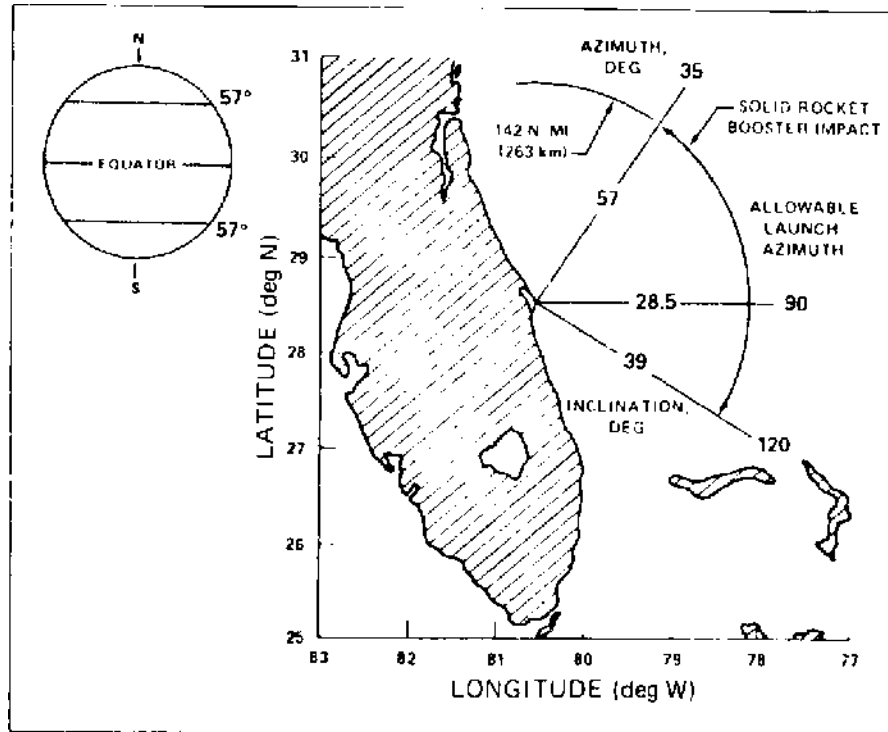 N
57°
EQUATOR
57°
S
AZIMUTH,
DEG
35
SOLID ROCKET
BOOSTER IMPACT
142 N. MI
(263 km)
57
ALLOWABLE
LAUNCH
AZIMUTH
28.5
90
39
INCLINATION,
DEG
120
LATITUDE (deg N)
31
30
29
28
27
26
25
83
82
81
80
79
78
77
LONGITUDE (deg W)